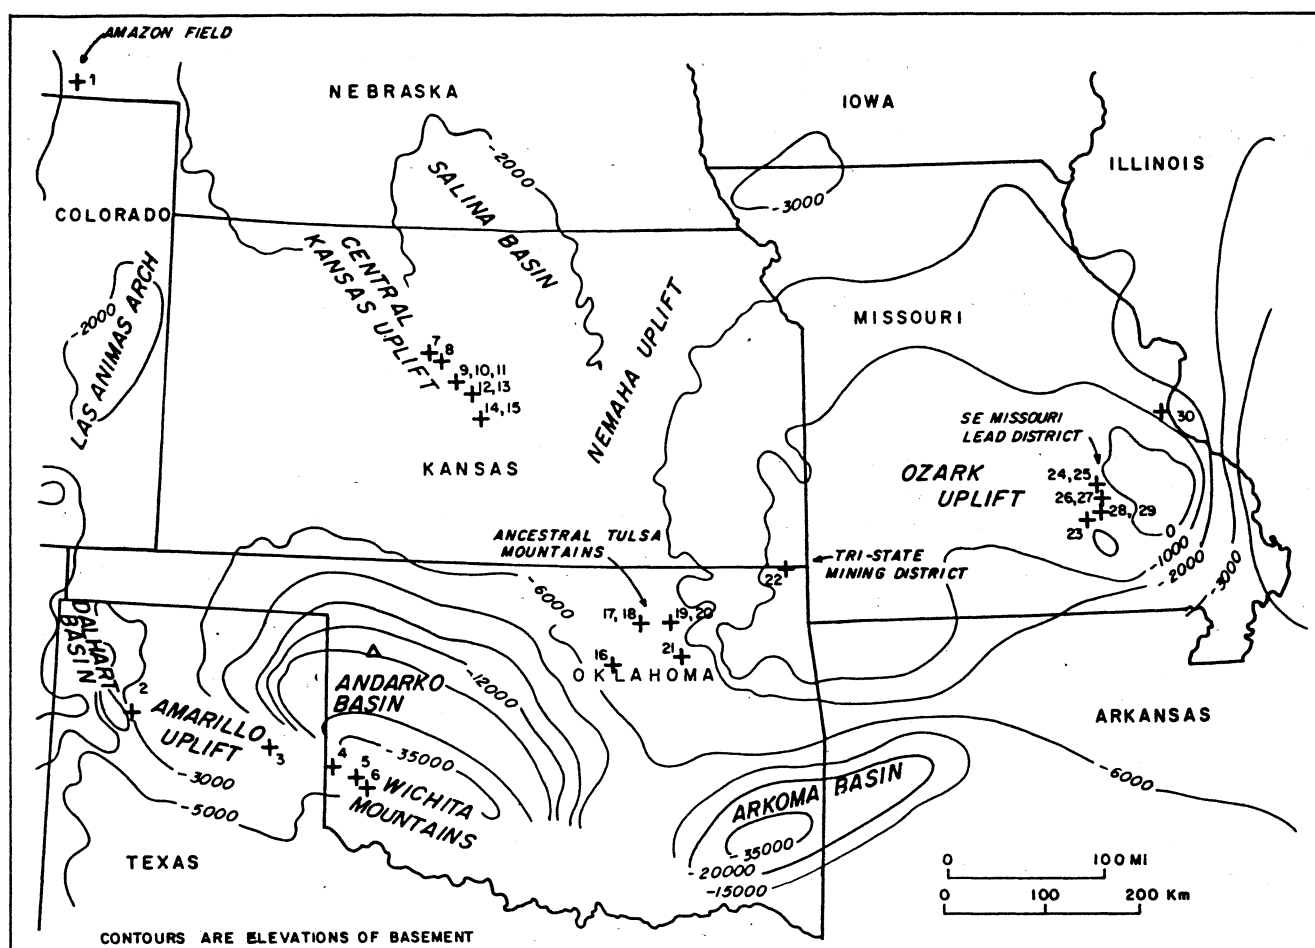 AMAZON FIELD
1
NEBRASKA
IOWA
ILLINOIS
-2000
SALINA BASIN
-3000
COLORADO
CENTRAL
KANSAS UPLIFT
LAS ANIMAS ARCH
-2000
NEMAHA UPLIFT
MISSOURI
7
8
9,10,11
12,13
14,15
30
SE MISSOURI
LEAD DISTRICT
KANSAS
OZARK
UPLIFT
24,25
26,27
28,29
23
0
-1000
-2000
-3000
ANCESTRAL TULSA
MOUNTAINS
TRI-STATE
MINING DISTRICT
22
-6000
17,18
19,20
16
21
OKLAHOMA
DALHART
BASIN
2
AMARILLO
UPLIFT
3
-12000
ANDARKO
BASIN
-35000
4
5
6
WICHITA
MOUNTAINS
-3000
-5000
ARKANSAS
-6000
ARKOMA BASIN
-35000
-20000
-15000
TEXAS
0 100 MI
0 100 200 Km
CONTOURS ARE ELEVATIONS OF BASEMENT